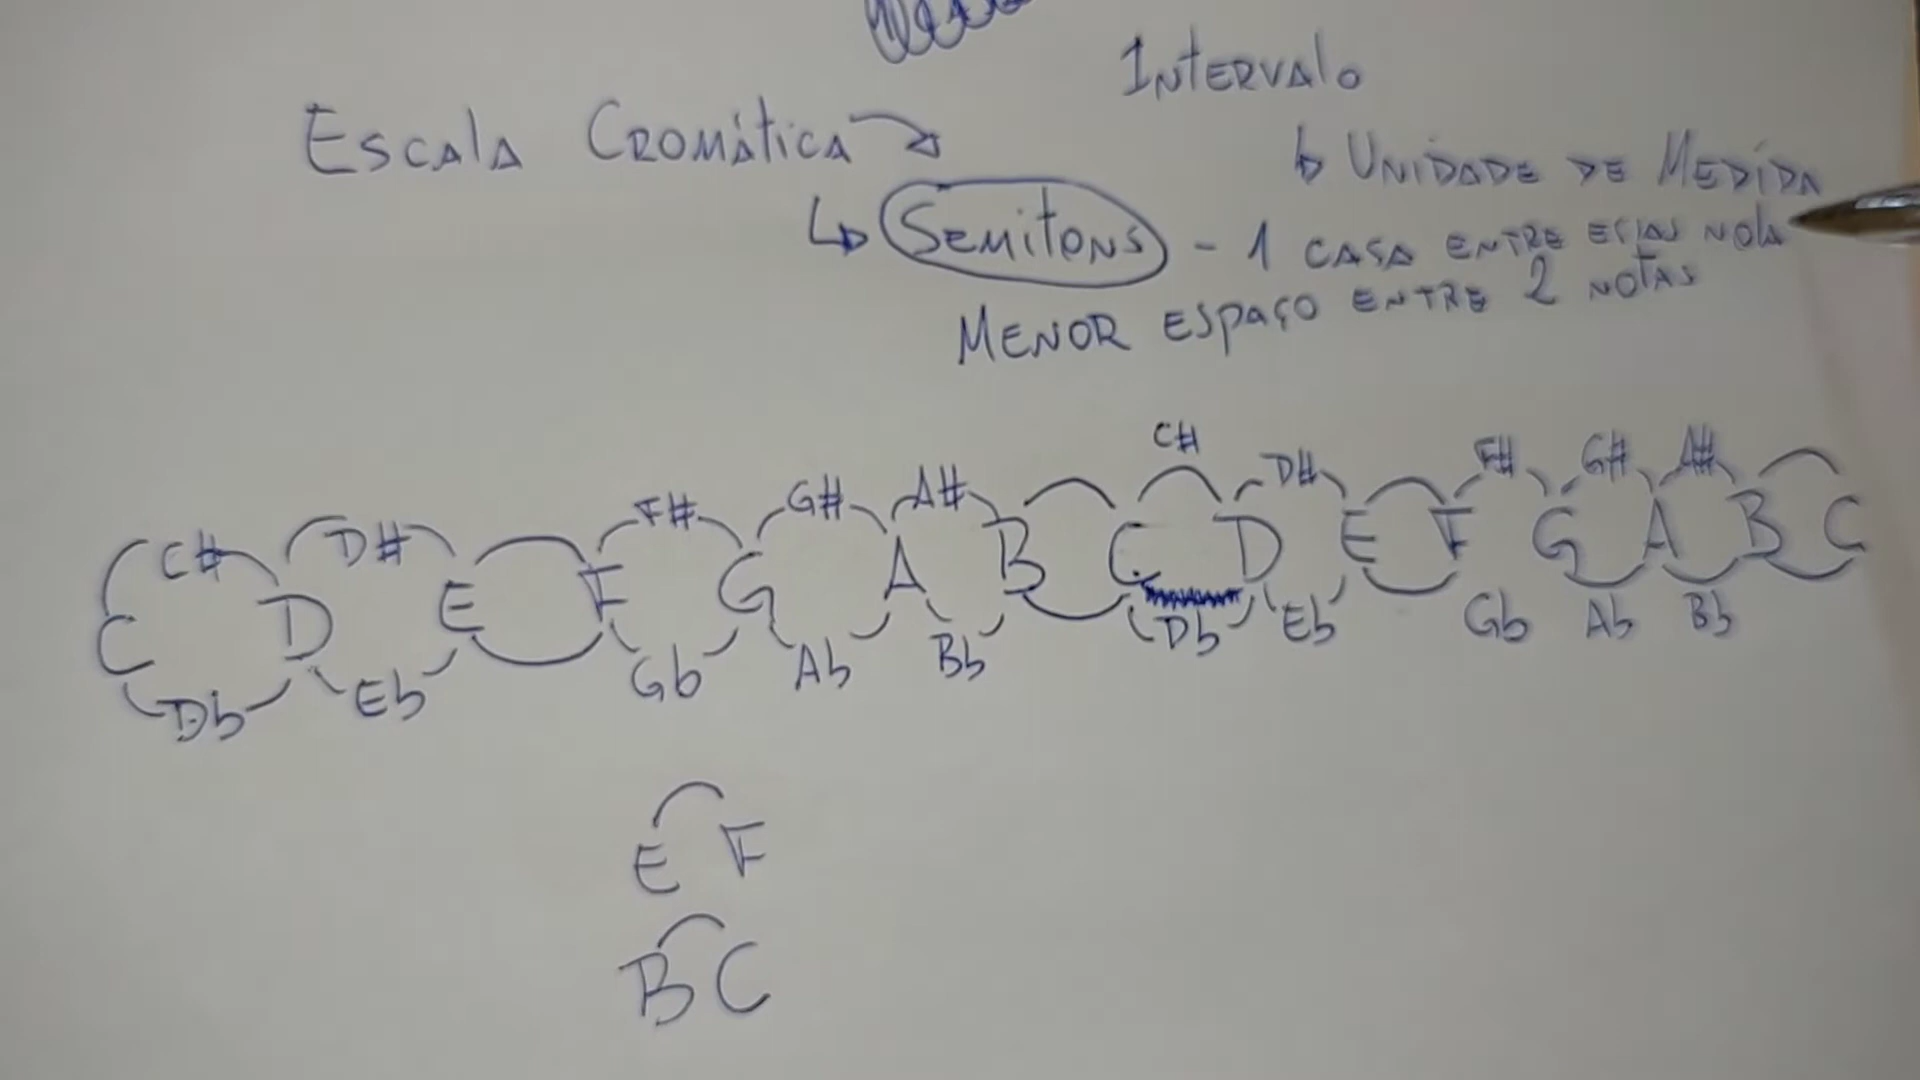 Intervalo
Escala Cromática
↳ Unidade de Medida
↳ Semitons - 1 casa entre estas nota
Menor espaço entre 2 notas
C# D# F# G# A# C# D# F# G# A#
C D E F G A B C D E F G A B C
Db Eb Gb Ab Bb Db Eb Gb Ab Bb
E F
B C